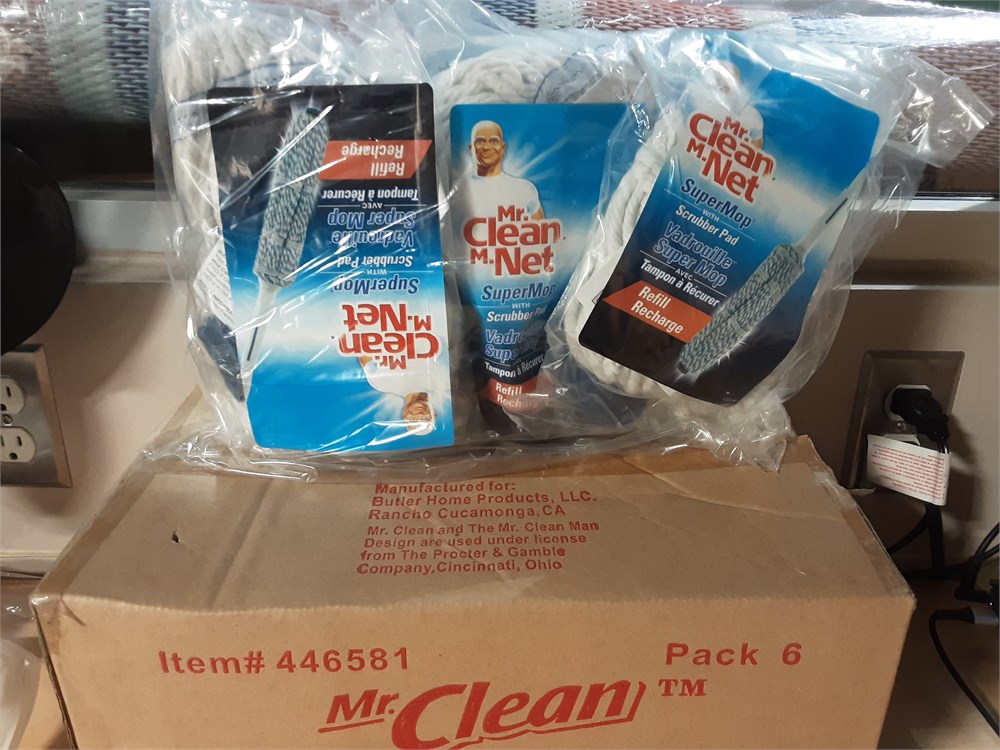 Refill
Recharge
Tampon à Récurer
AVEC
Super Mop
Vadrouille
Scrubber Pad
WITH
SuperMop
Mr.
Clean
M.
Net
Mr.
Clean
M.
Net
SuperMop
WITH
Scrubber Pad
Vadr
Supe
Tampon à Récurer
Refill
Recharge
Mr.
Clean
M.
Net
SuperMop
WITH
Scrubber Pad
Vadrouille
Super Mop
AVEC
Tampon à Récurer
Refill
Recharge
Manufactured for:
Butler Home Products, LLC.
Rancho Cucamonga,CA
Mr. Clean and The Mr. Clean Man
Design are used under license
from The Procter & Gamble
Company,Cincinnati, Ohio
Item# 446581
Pack 6
Mr. Clean TM